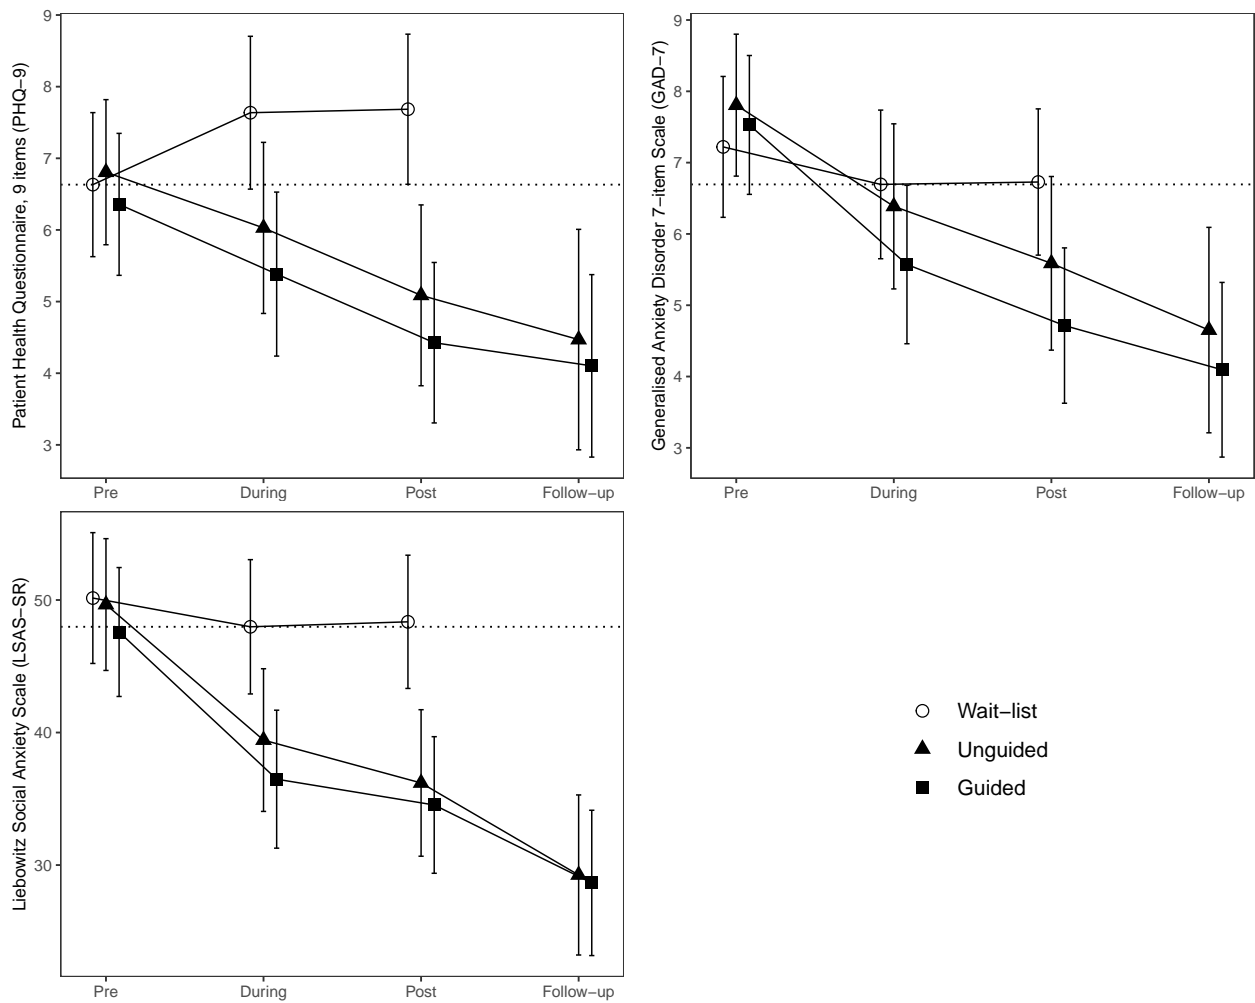 Patient Health Questionnaire, 9 items (PHQ−9)
9
8
7
6
5
4
3
Pre
During
Post
Follow−up
Generalised Anxiety Disorder 7−item Scale (GAD−7)
9
8
7
6
5
4
3
Pre
During
Post
Follow−up
Liebowitz Social Anxiety Scale (LSAS−SR)
50
40
30
Pre
During
Post
Follow−up
Wait−list
Unguided
Guided